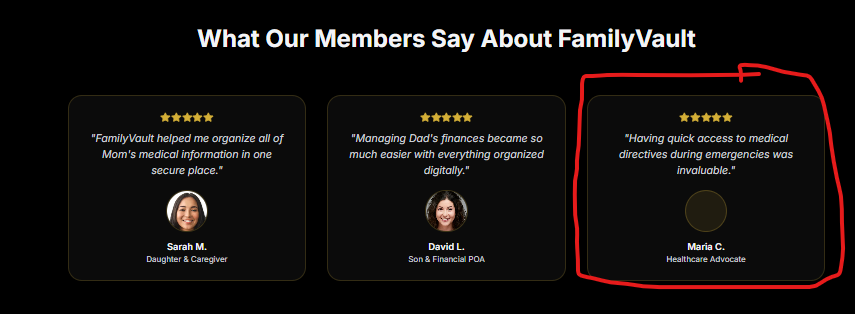 What Our Members Say About FamilyVault
"FamilyVault helped me organize all of
Mom's medical information in one
secure place."
Sarah M.
Daughter & Caregiver
"Managing Dad's finances became so
much easier with everything organized
digitally."
David L.
Son & Financial POA
"Having quick access to medical
directives during emergencies was
invaluable."
Maria C.
Healthcare Advocate